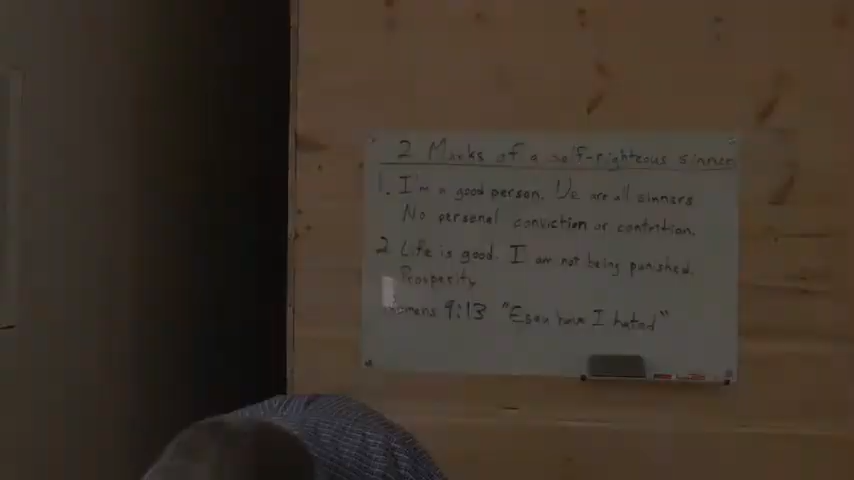 2 Marks of a self-righteous sinner
1. I'm a good person. We are all sinners
No personal conviction or contrition.
2 Life is good. I am not being punished.
Prosperity
Romans 9:13 "Esau have I hated"